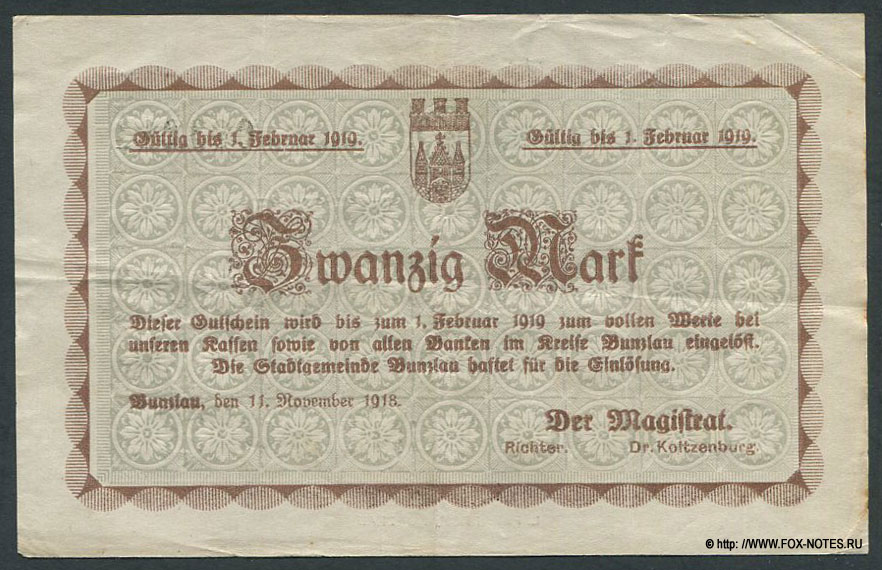 Gültig bis 1. Februar 1919.
Gültig bis 1. Februar 1919.
Zwanzig Mark
Dieser Gutschein wird bis zum 1. Februar 1919 zum vollen Werte bei
unseren Kassen sowie von allen Banken im Kreise Bunzlau eingelöst.
Die Stadtgemeinde Bunzlau haftet für die Einlösung.
Bunzlau, den 11. November 1918.
Der Magistrat.
Richter. Dr. Koitzenburg.
© http: //WWW.FOX-NOTES.РУ